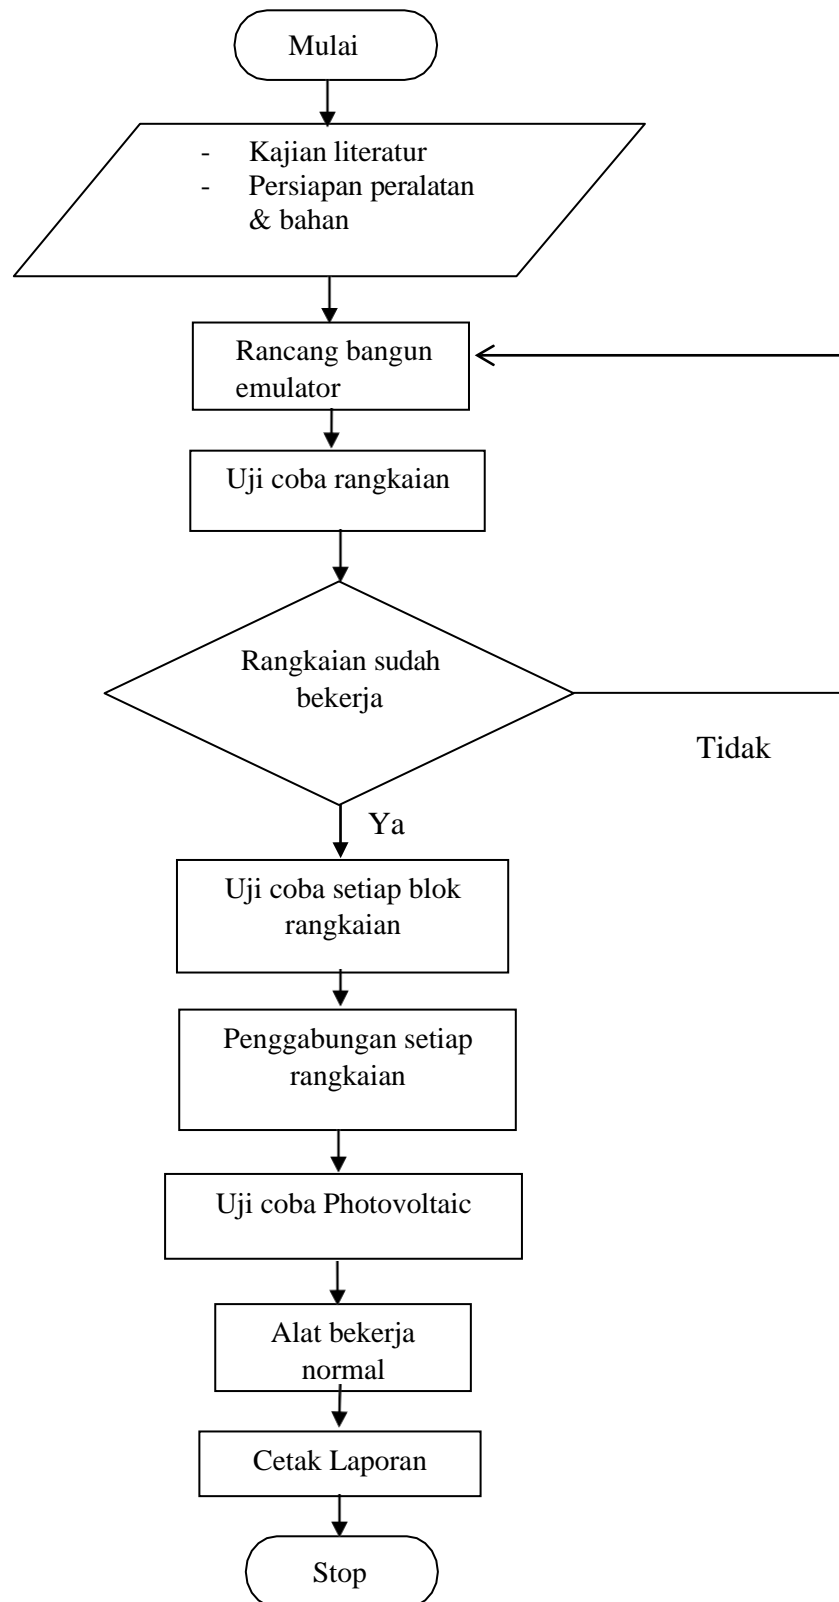 Mulai
- Kajian literatur
- Persiapan peralatan
& bahan
Rancang bangun
emulator
Uji coba rangkaian
Rangkaian sudah
bekerja
Tidak
Ya
Uji coba setiap blok
rangkaian
Penggabungan setiap
rangkaian
Uji coba Photovoltaic
Alat bekerja
normal
Cetak Laporan
Stop